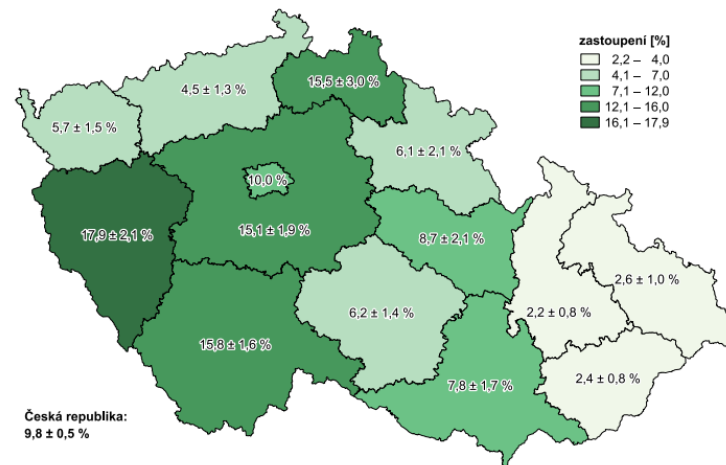 zastoupení [%]
2,2 – 4,0
4,1 – 7,0
7,1 – 12,0
12,1 – 16,0
16,1 – 17,9
4,5 ± 1,3 %
15,5 ± 3,0 %
5,7 ± 1,5 %
6,1 ± 2,1 %
10,0 %
17,9 ± 2,1 %
15,1 ± 1,9 %
8,7 ± 2,1 %
2,6 ± 1,0 %
6,2 ± 1,4 %
2,2 ± 0,8 %
15,8 ± 1,6 %
7,8 ± 1,7 %
2,4 ± 0,8 %
Česká republika:
9,8 ± 0,5 %